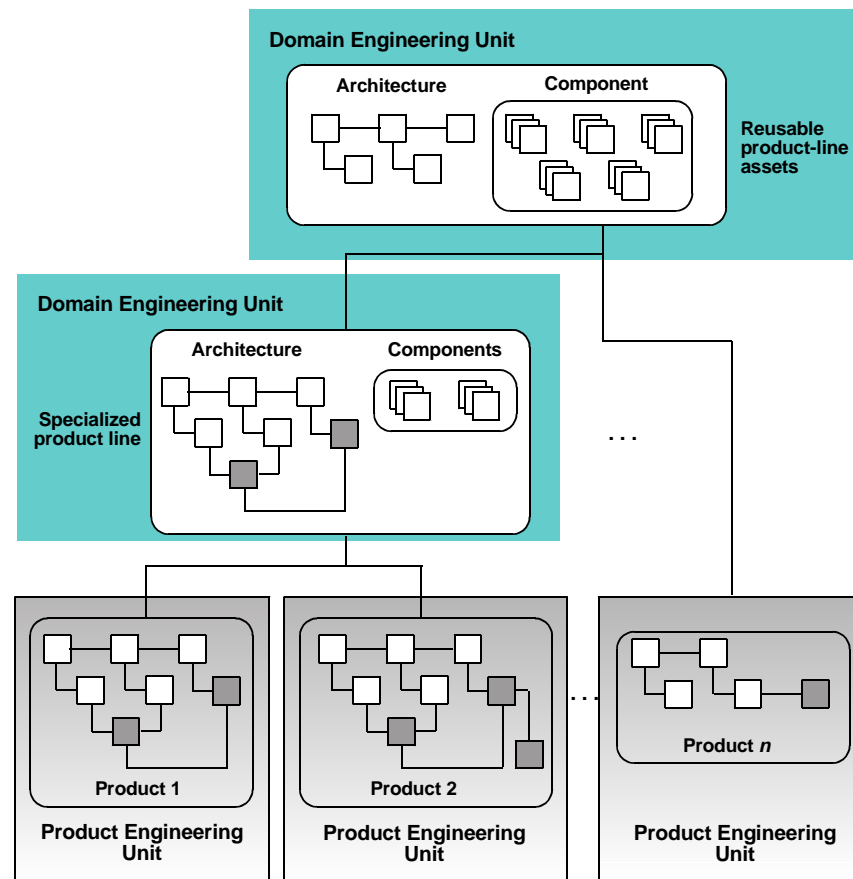 Domain Engineering Unit
Architecture
Component
Reusable
product-line
assets
Domain Engineering Unit
Architecture
Components
Specialized
product line
. . .
Product 1
Product Engineering
Unit
Product 2
Product Engineering
Unit
. . .
Product n
Product Engineering
Unit